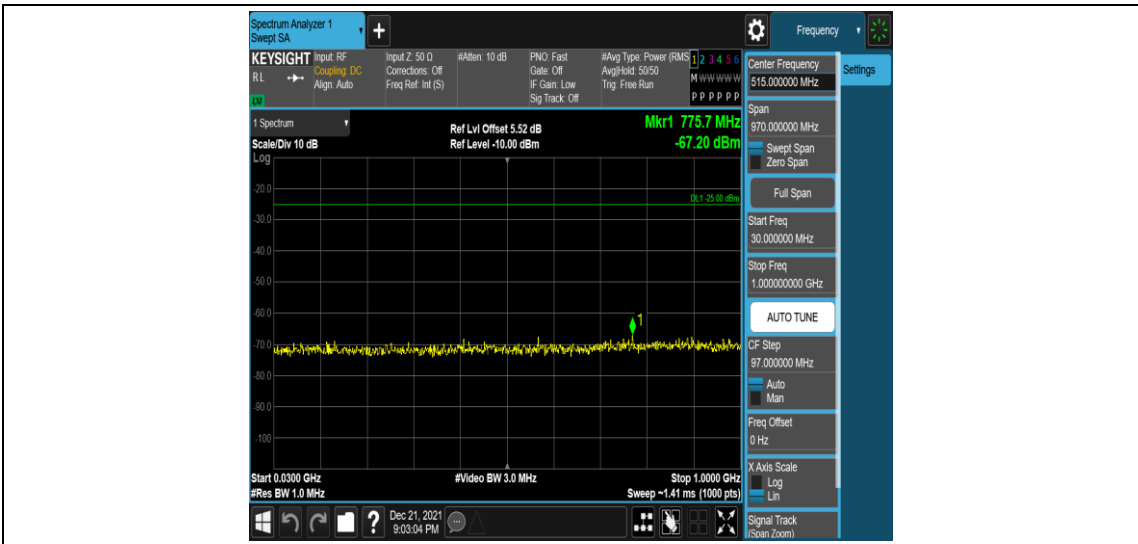 Spectrum Analyzer 1
Swept SA
+
Frequency
KEYSIGHT
RL
LXI
Input: RF
Coupling: DC
Align: Auto
Input Z: 50 Ω
Corrections: Off
Freq Ref: Int (S)
#Atten: 10 dB
PNO: Fast
Gate: Off
IF Gain: Low
Sig Track: Off
#Avg Type: Power (RMS
Avg|Hold: 50/50
Trig: Free Run
1 2 3 4 5 6
M W W W W W
P P P P P P
1 Spectrum
Scale/Div 10 dB
Log
Ref Lvl Offset 5.52 dB
Ref Level -10.00 dBm
Mkr1 775.7 MHz
-67.20 dBm
DL1 -25.00 dBm
-20.0
-30.0
-40.0
-50.0
-60.0
-70.0
-80.0
-90.0
-100
1
Start 0.0300 GHz
#Res BW 1.0 MHz
#Video BW 3.0 MHz
Stop 1.0000 GHz
Sweep ~1.41 ms (1000 pts)
?
Dec 21, 2021
9:03:04 PM
Center Frequency
515.000000 MHz
Settings
Span
970.000000 MHz
Swept Span
Zero Span
Full Span
Start Freq
30.000000 MHz
Stop Freq
1.000000000 GHz
AUTO TUNE
CF Step
97.000000 MHz
Auto
Man
Freq Offset
0 Hz
X Axis Scale
Log
Lin
Signal Track
(Span Zoom)